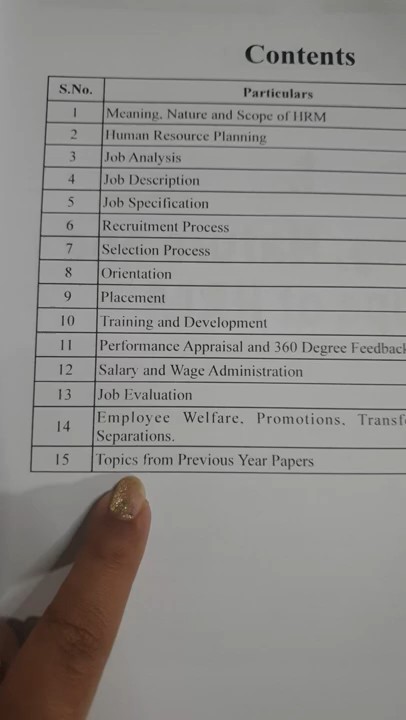 Contents
S.No. Particulars
1 Meaning, Nature and Scope of HRM
2 Human Resource Planning
3 Job Analysis
4 Job Description
5 Job Specification
6 Recruitment Process
7 Selection Process
8 Orientation
9 Placement
10 Training and Development
11 Performance Appraisal and 360 Degree Feedback
12 Salary and Wage Administration
13 Job Evaluation
14 Employee Welfare, Promotions, Transf
Separations.
15 Topics from Previous Year Papers